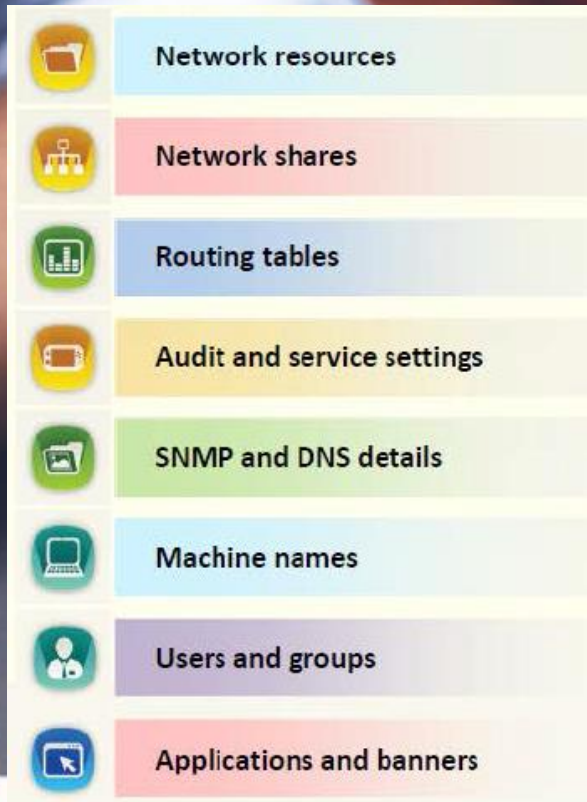 Network resources
Network shares
Routing tables
Audit and service settings
SNMP and DNS details
Machine names
Users and groups
Applications and banners